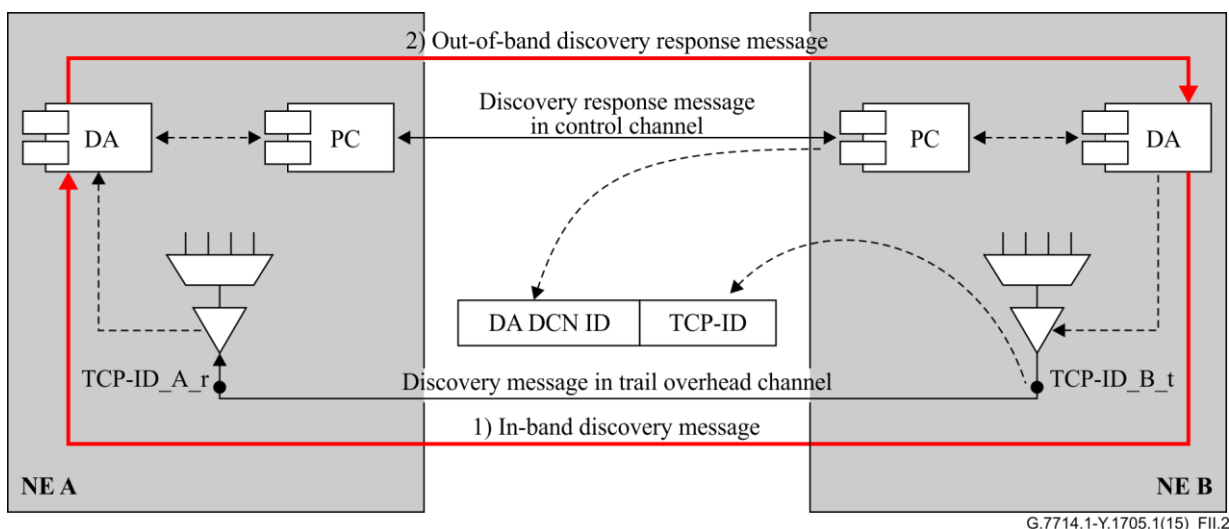 2) Out-of-band discovery response message
Discovery response message
in control channel
DA
PC
PC
DA
DA DCN ID
TCP-ID
TCP-ID_A_r
TCP-ID_B_t
Discovery message in trail overhead channel
1) In-band discovery message
NE A
NE B
G.7714.1-Y.1705.1(15)_FII.2